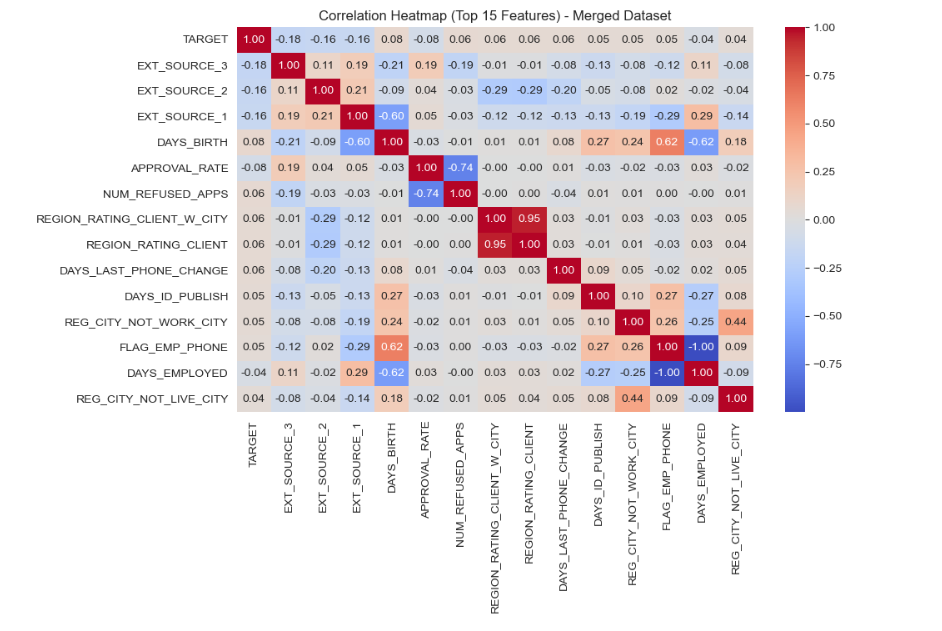 Correlation Heatmap (Top 15 Features) - Merged Dataset
TARGET 1.00 -0.18 -0.16 -0.16 0.08 -0.08 0.06 0.06 0.06 0.06 0.05 0.05 0.05 -0.04 0.04
EXT_SOURCE_3 -0.18 1.00 0.11 0.19 -0.21 0.19 -0.19 -0.01 -0.01 -0.08 -0.13 -0.08 -0.12 0.11 -0.08
EXT_SOURCE_2 -0.16 0.11 1.00 0.21 -0.09 0.04 -0.03 -0.29 -0.29 -0.20 -0.05 -0.08 0.02 -0.02 -0.04
EXT_SOURCE_1 -0.16 0.19 0.21 1.00 -0.60 0.05 -0.03 -0.12 -0.12 -0.13 -0.13 -0.19 -0.29 0.29 -0.14
DAYS_BIRTH 0.08 -0.21 -0.09 -0.60 1.00 -0.03 -0.01 0.01 0.01 0.08 0.27 0.24 0.62 -0.62 0.18
APPROVAL_RATE -0.08 0.19 0.04 0.05 -0.03 1.00 -0.74 -0.00 -0.00 0.01 -0.03 -0.02 -0.03 0.03 -0.02
NUM_REFUSED_APPS 0.06 -0.19 -0.03 -0.03 -0.01 -0.74 1.00 -0.00 0.00 -0.04 0.01 0.01 0.00 -0.00 0.01
REGION_RATING_CLIENT_W_CITY 0.06 -0.01 -0.29 -0.12 0.01 -0.00 -0.00 1.00 0.95 0.03 -0.01 0.03 -0.03 0.03 0.05
REGION_RATING_CLIENT 0.06 -0.01 -0.29 -0.12 0.01 -0.00 0.00 0.95 1.00 0.03 -0.01 0.01 -0.03 0.03 0.04
DAYS_LAST_PHONE_CHANGE 0.06 -0.08 -0.20 -0.13 0.08 0.01 -0.04 0.03 0.03 1.00 0.09 0.05 -0.02 0.02 0.05
DAYS_ID_PUBLISH 0.05 -0.13 -0.05 -0.13 0.27 -0.03 0.01 -0.01 -0.01 0.09 1.00 0.10 0.27 -0.27 0.08
REG_CITY_NOT_WORK_CITY 0.05 -0.08 -0.08 -0.19 0.24 -0.02 0.01 0.03 0.01 0.05 0.10 1.00 0.26 -0.25 0.44
FLAG_EMP_PHONE 0.05 -0.12 0.02 -0.29 0.62 -0.03 0.00 -0.03 -0.03 -0.02 0.27 0.26 1.00 -1.00 0.09
DAYS_EMPLOYED -0.04 0.11 -0.02 0.29 -0.62 0.03 -0.00 0.03 0.03 0.02 -0.27 -0.25 -1.00 1.00 -0.09
REG_CITY_NOT_LIVE_CITY 0.04 -0.08 -0.04 -0.14 0.18 -0.02 0.01 0.05 0.04 0.05 0.08 0.44 0.09 -0.09 1.00
TARGET
EXT_SOURCE_3
EXT_SOURCE_2
EXT_SOURCE_1
DAYS_BIRTH
APPROVAL_RATE
NUM_REFUSED_APPS
REGION_RATING_CLIENT_W_CITY
REGION_RATING_CLIENT
DAYS_LAST_PHONE_CHANGE
DAYS_ID_PUBLISH
REG_CITY_NOT_WORK_CITY
FLAG_EMP_PHONE
DAYS_EMPLOYED
REG_CITY_NOT_LIVE_CITY
1.00
0.75
0.50
0.25
0.00
−0.25
−0.50
−0.75